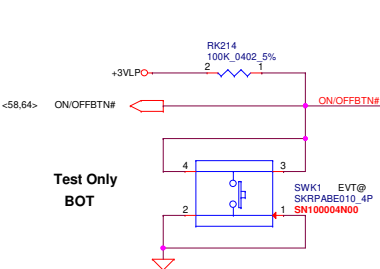 RK214
100K_0402_5%
+3VLP
2
1
<58,64>
ON/OFFBTN#
ON/OFFBTN#
4
3
Test Only
BOT
SWK1 EVT@
SKRPABE010_4P
SN100004N00
2
1